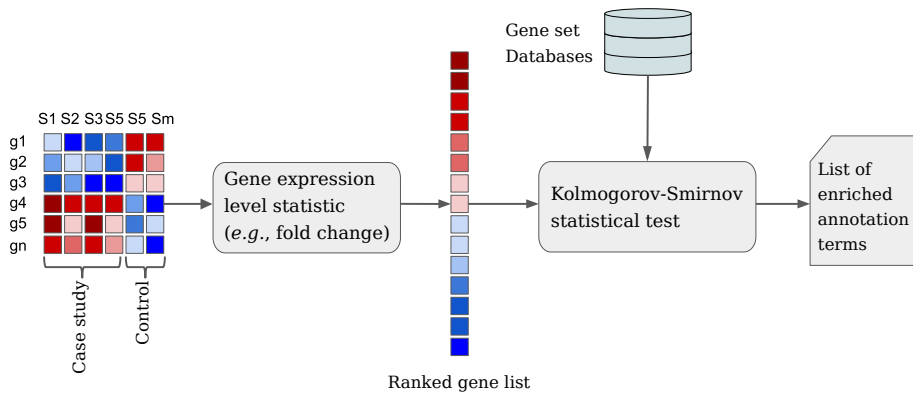 Gene set
Databases
S1 S2 S3 S5 S5 Sm
g1
g2
g3
g4
g5
gn
Gene expression
level statistic
(e.g., fold change)
Kolmogorov-Smirnov
statistical test
List of
enriched
annotation
terms
Case study
Control
Ranked gene list